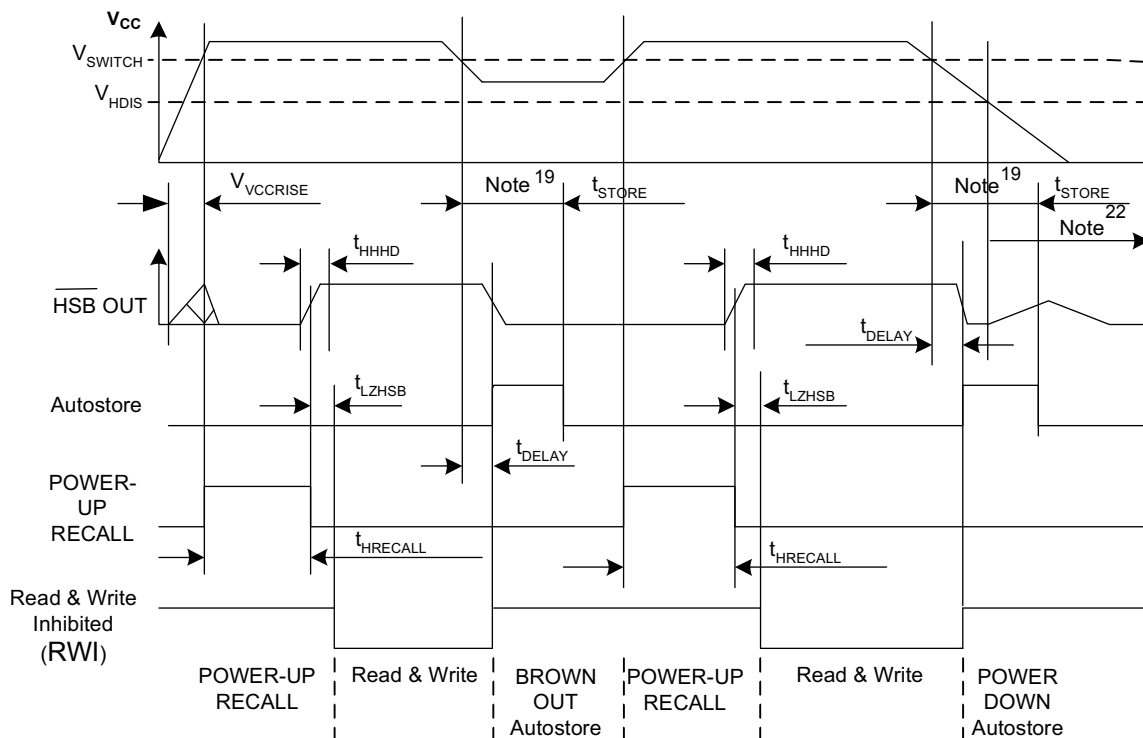 VCC
VSWITCH
VHDIS
VVCCRISE
Note 19
tSTORE
Note 19
tSTORE
Note 22
tHHHD
tHHHD
HSB OUT
tDELAY
tLZHSB
tLZHSB
Autostore
tDELAY
POWER-
UP
RECALL
tHRECALL
tHRECALL
Read & Write
Inhibited
(RWI)
POWER-UP
RECALL
Read & Write
BROWN
OUT
Autostore
POWER-UP
RECALL
Read & Write
POWER
DOWN
Autostore